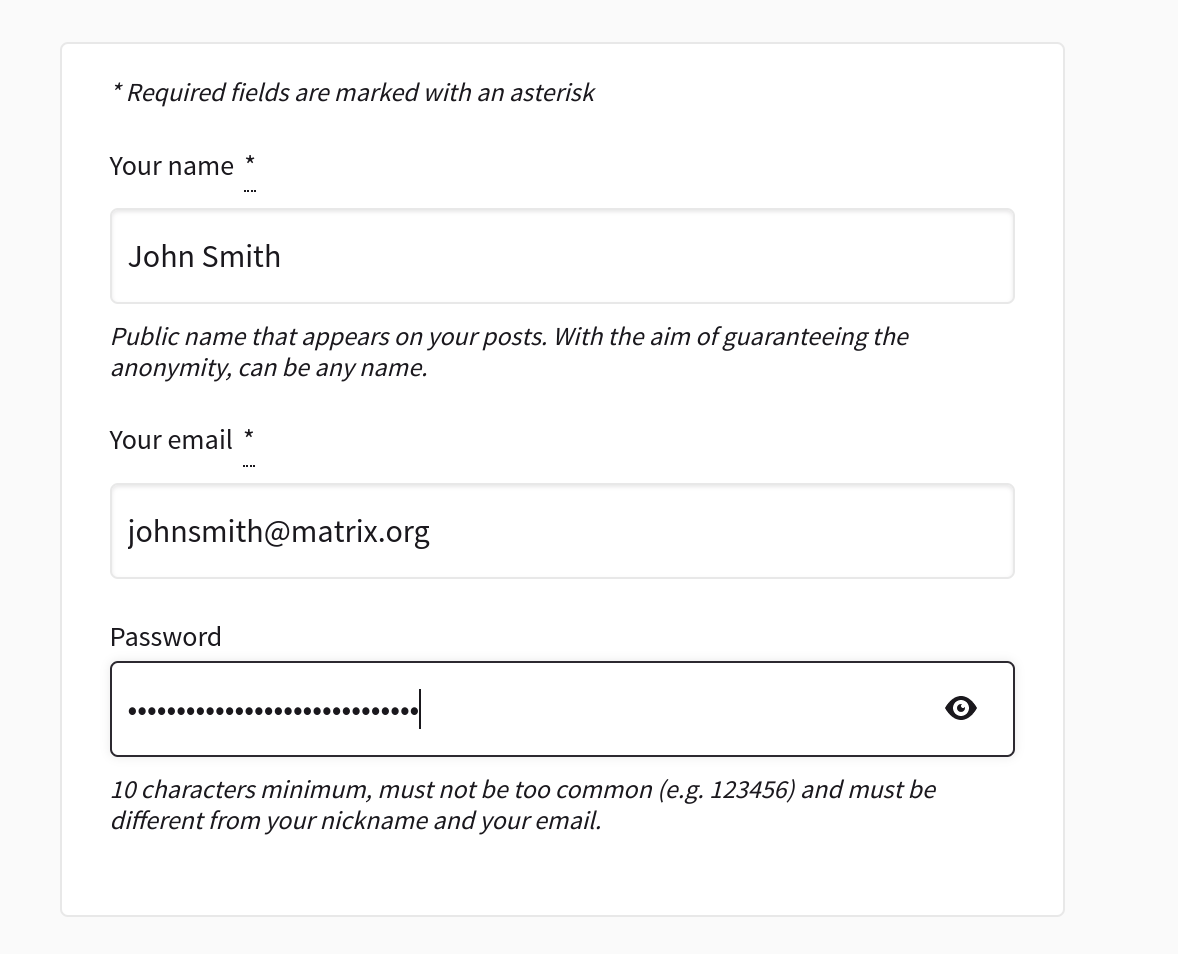 * Required fields are marked with an asterisk
Your name *
John Smith
Public name that appears on your posts. With the aim of guaranteeing the
anonymity, can be any name.
Your email *
johnsmith@matrix.org
Password
••••••••••••••••••••••••••••••
10 characters minimum, must not be too common (e.g. 123456) and must be
different from your nickname and your email.